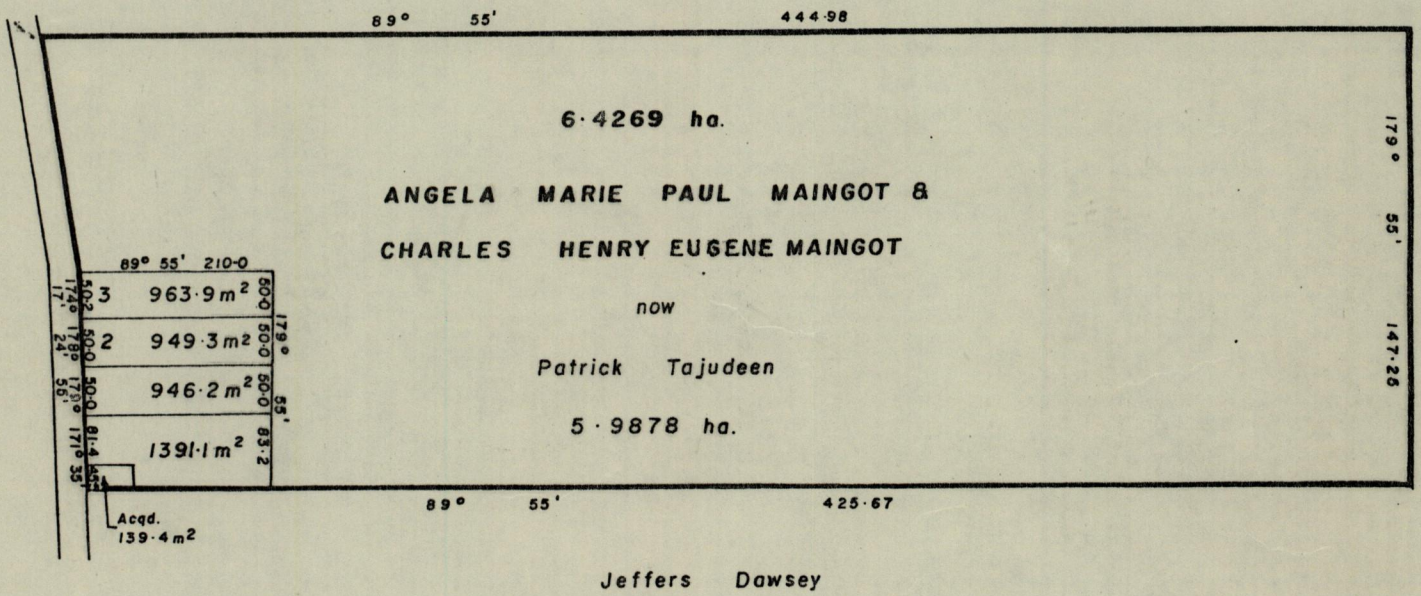 89° 55' 444·98
6·4269 ha.
ANGELA MARIE PAUL MAINGOT &
CHARLES HENRY EUGENE MAINGOT
now
Patrick Tajudeen
5·9878 ha.
179° 55' 147·25
89° 55' 210·0
50·2
174° 17'
3 963·9 m²
50·0
50·0
178° 24'
2 949·3 m²
50·0
179° 55'
50·0
179° 56'
946·2 m²
50·0
81·4
171° 35'
1391·1 m²
83·2
Acqd.
139·4 m²
89° 55' 425·67
Jeffers Dawsey